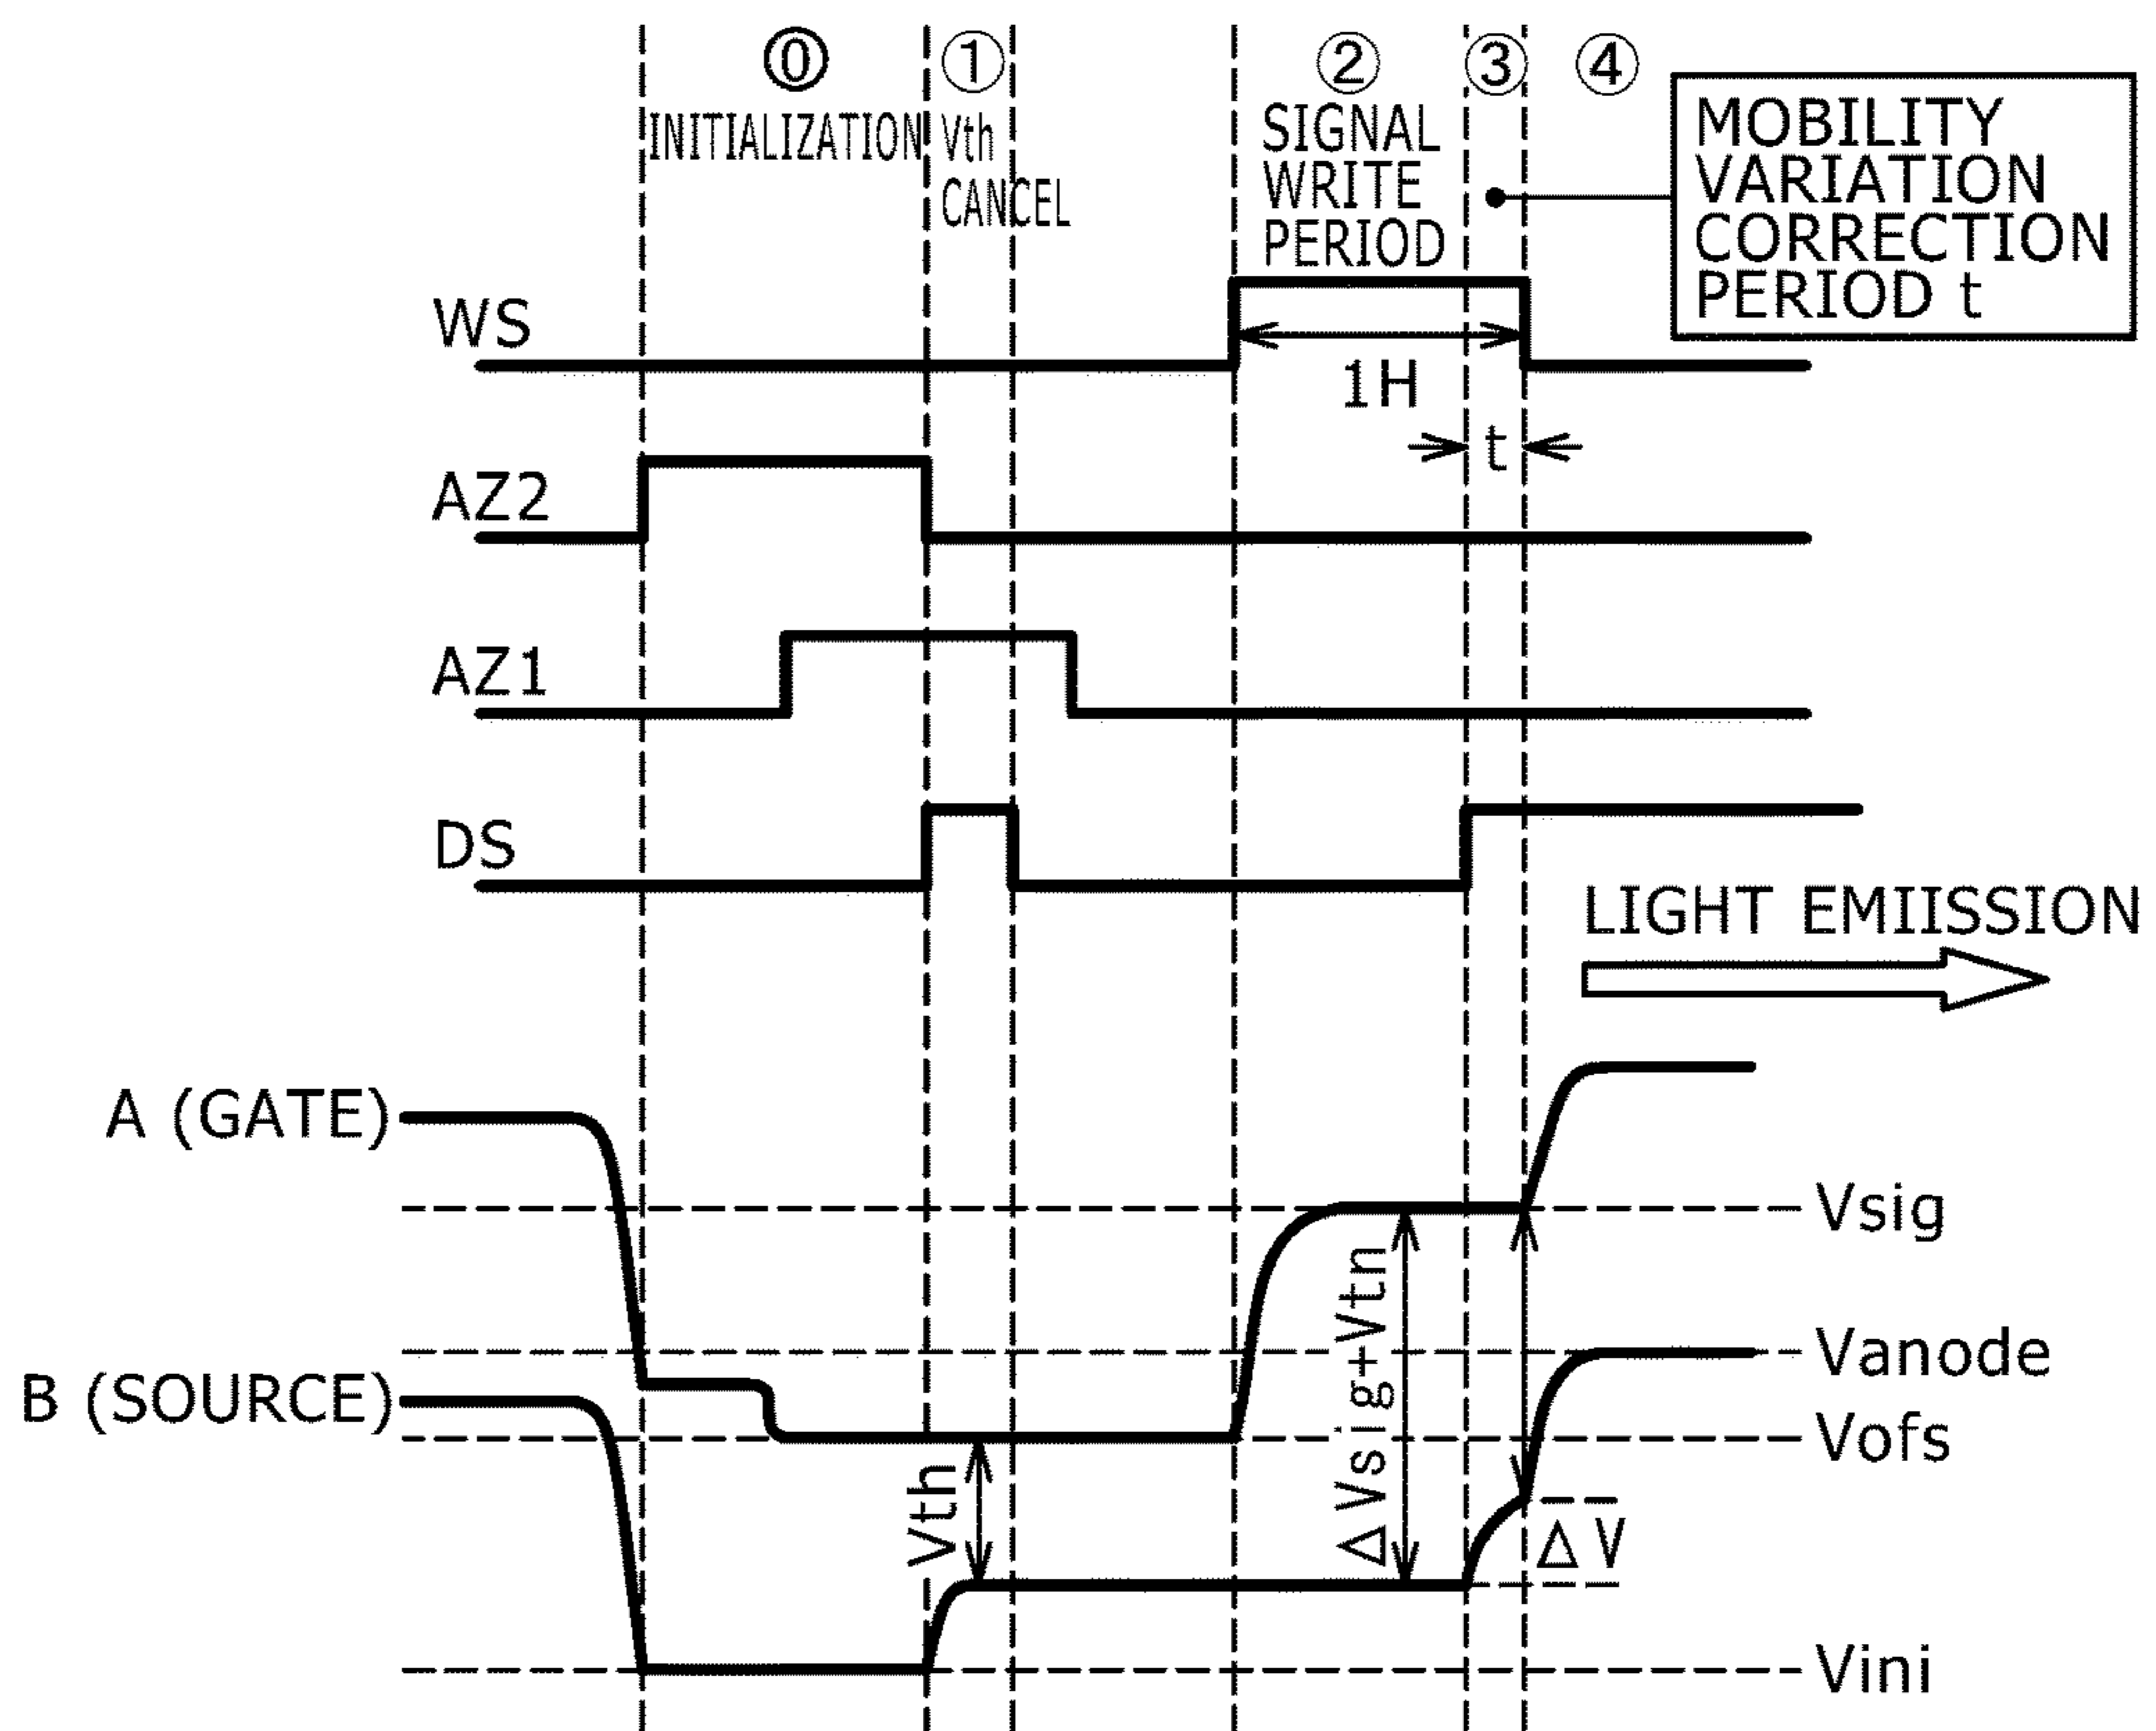 ⓪ ① ② ③ ④
INITIALIZATION
Vth
CANCEL
SIGNAL
WRITE
PERIOD
MOBILITY
VARIATION
CORRECTION
PERIOD t
WS
1H
t
AZ2
AZ1
DS
LIGHT EMIISSION
A (GATE)
Vsig
ΔVsig+Vtn
Vanode
B (SOURCE)
Vofs
Vth
ΔV
Vini